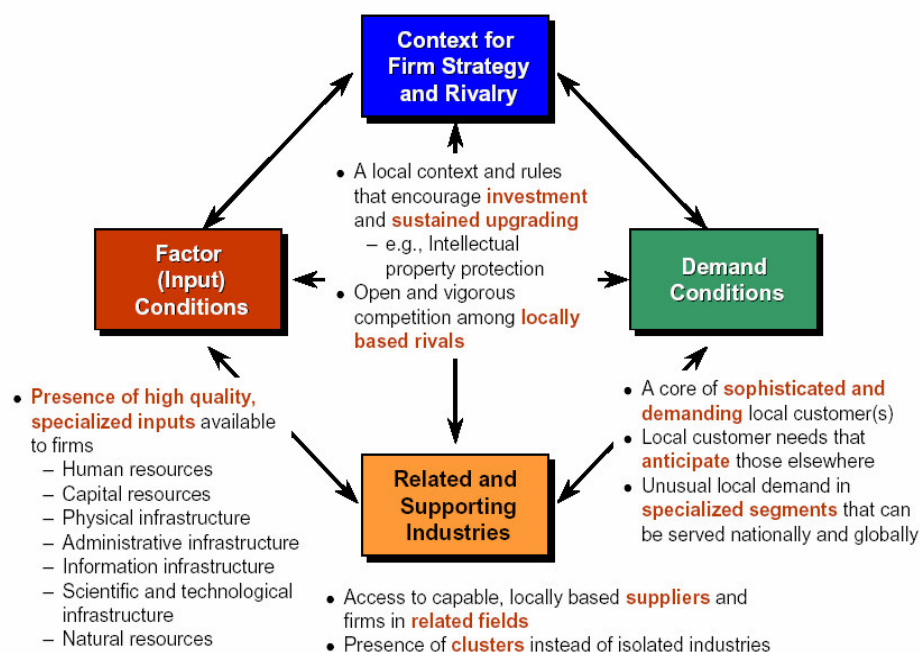 Context for
Firm Strategy
and Rivalry
• A local context and rules
that encourage investment
and sustained upgrading
– e.g., Intellectual
property protection
• Open and vigorous
competition among locally
based rivals
Factor
(Input)
Conditions
Demand
Conditions
• Presence of high quality,
specialized inputs available
to firms
– Human resources
– Capital resources
– Physical infrastructure
– Administrative infrastructure
– Information infrastructure
– Scientific and technological
infrastructure
– Natural resources
• A core of sophisticated and
demanding local customer(s)
• Local customer needs that
anticipate those elsewhere
• Unusual local demand in
specialized segments that can
be served nationally and globally
Related and
Supporting
Industries
• Access to capable, locally based suppliers and
firms in related fields
• Presence of clusters instead of isolated industries